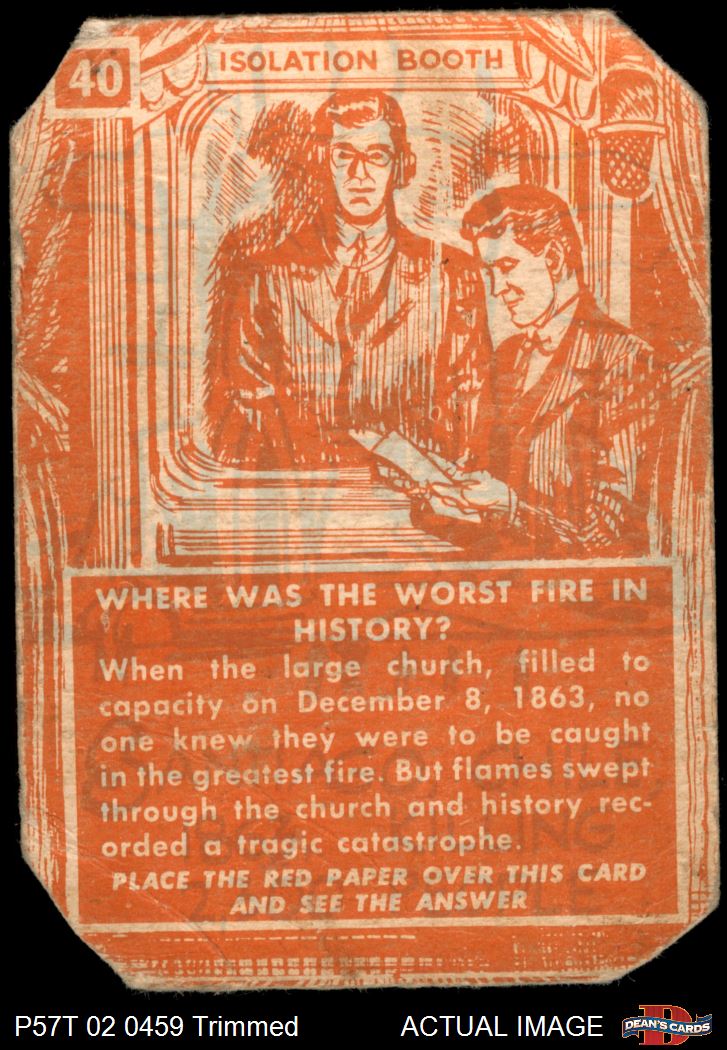 40
ISOLATION BOOTH
WHERE WAS THE WORST FIRE IN
HISTORY?
When the large church, filled to
capacity on December 8, 1863, no
one knew they were to be caught
in the greatest fire. But flames swept
through the church and history rec-
orded a tragic catastrophe.
PLACE THE RED PAPER OVER THIS CARD
AND SEE THE ANSWER
P57T 02 0459 Trimmed
ACTUAL IMAGE
DEAN'S CARDS